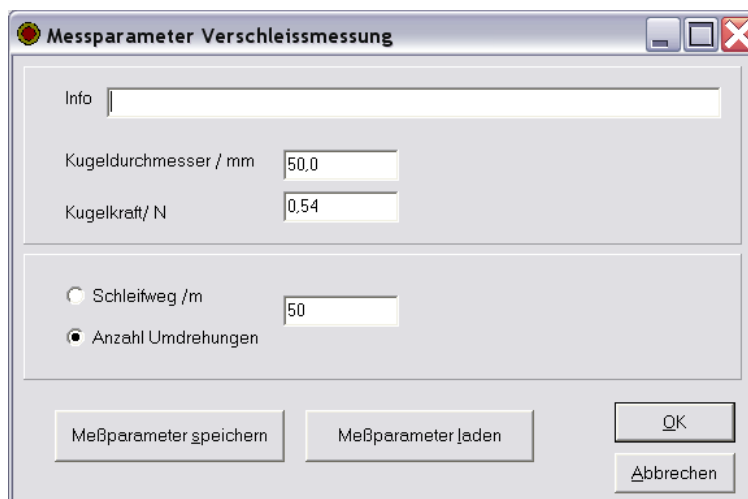 Messparameter Verschleissmessung
Info
Kugeldurchmesser / mm 50,0
Kugelkraft/ N 0,54
Schleifweg /m
50
Anzahl Umdrehungen
Meßparameter speichern Meßparameter laden OK
Abbrechen